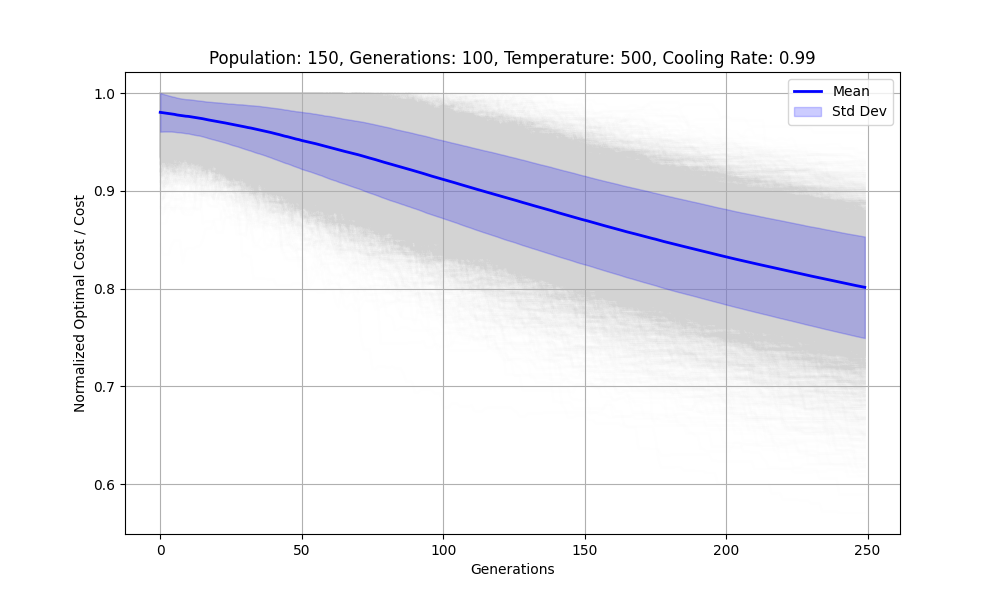 Population: 150, Generations: 100, Temperature: 500, Cooling Rate: 0.99
Mean
Std Dev
Normalized Optimal Cost / Cost
1.0
0.9
0.8
0.7
0.6
0
50
100
150
200
250
Generations